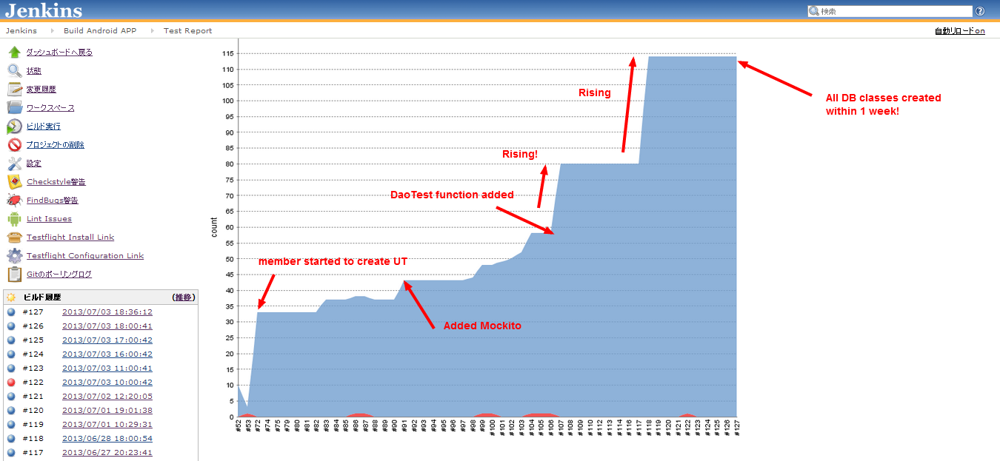 Jenkins
検索
Jenkins Build Android APP Test Report
自動リロードon
ダッシュボードへ戻る
状態
変更履歴
ワークスペース
ビルド実行
プロジェクトの削除
設定
Checkstyle警告
FindBugs警告
Lint Issues
Testflight Install Link
Testflight Configuration Link
Gitのポーリングログ
ビルド履歴 (推移)
#127 2013/07/03 18:36:12
#126 2013/07/03 18:00:41
#125 2013/07/03 17:00:42
#124 2013/07/03 16:00:42
#123 2013/07/03 11:00:41
#122 2013/07/03 10:00:42
#121 2013/07/02 12:20:05
#120 2013/07/01 19:01:38
#119 2013/07/01 10:29:31
#118 2013/06/28 18:00:54
#117 2013/06/27 20:23:41
count
115
110
105
100
95
90
85
80
75
70
65
60
55
50
45
40
35
30
25
20
15
10
5
0
#52 #53 #72 #74 #75 #79 #80 #81 #82 #83 #84 #85 #86 #87 #88 #89 #90 #91 #92 #93 #94 #95 #96 #97 #98 #99 #100 #101 #102 #103 #104 #105 #106 #107 #108 #109 #110 #112 #113 #114 #116 #117 #118 #119 #120 #121 #122 #123 #124 #125 #126 #127
member started to create UT
Added Mockito
DaoTest function added
Rising!
Rising
All DB classes created
within 1 week!